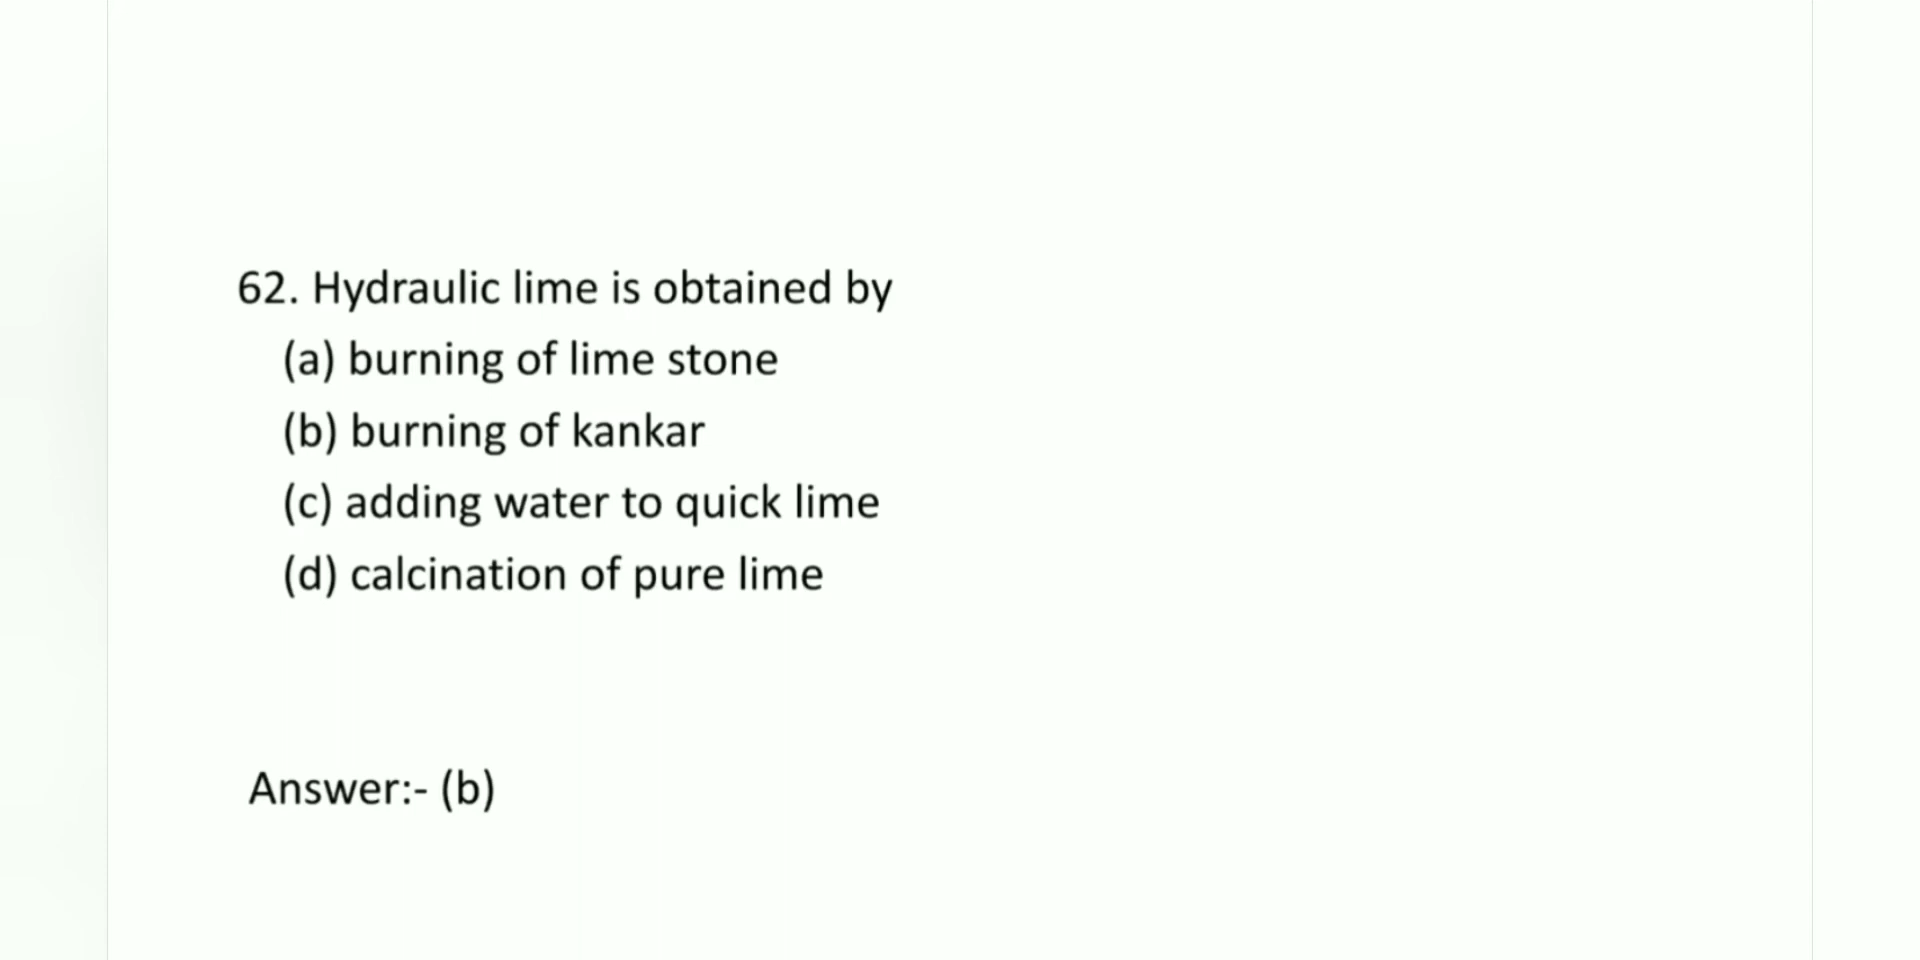 62. Hydraulic lime is obtained by
(a) burning of lime stone
(b) burning of kankar
(c) adding water to quick lime
(d) calcination of pure lime
Answer:- (b)